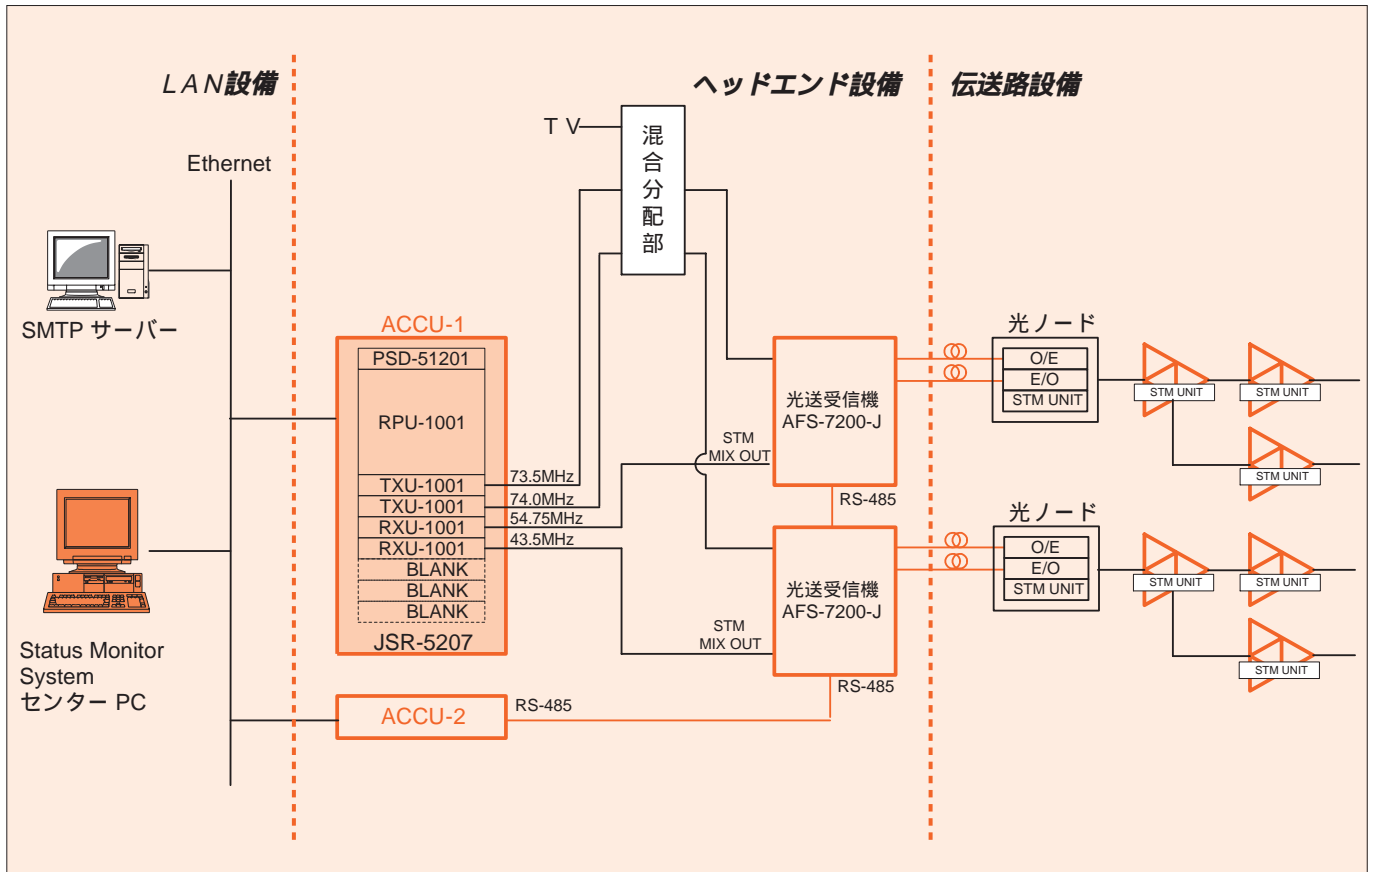 LAN設備
ヘッドエンド設備
伝送路設備
Ethernet
SMTP サーバー
Status Monitor
System
センター PC
TV
混合分配部
ACCU-1
PSD-51201
RPU-1001
TXU-1001
TXU-1001
RXU-1001
RXU-1001
BLANK
BLANK
BLANK
JSR-5207
73.5MHz
74.0MHz
54.75MHz
43.5MHz
ACCU-2
RS-485
STM
MIX OUT
光送受信機
AFS-7200-J
RS-485
STM
MIX OUT
光送受信機
AFS-7200-J
RS-485
光ノード
O/E
E/O
STM UNIT
STM UNIT
STM UNIT
STM UNIT
光ノード
O/E
E/O
STM UNIT
STM UNIT
STM UNIT
STM UNIT